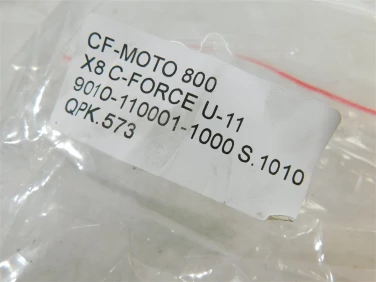 CF-MOTO 800
X8 C-FORCE U-11
9010-110001-1000 S.1010
QPK.573